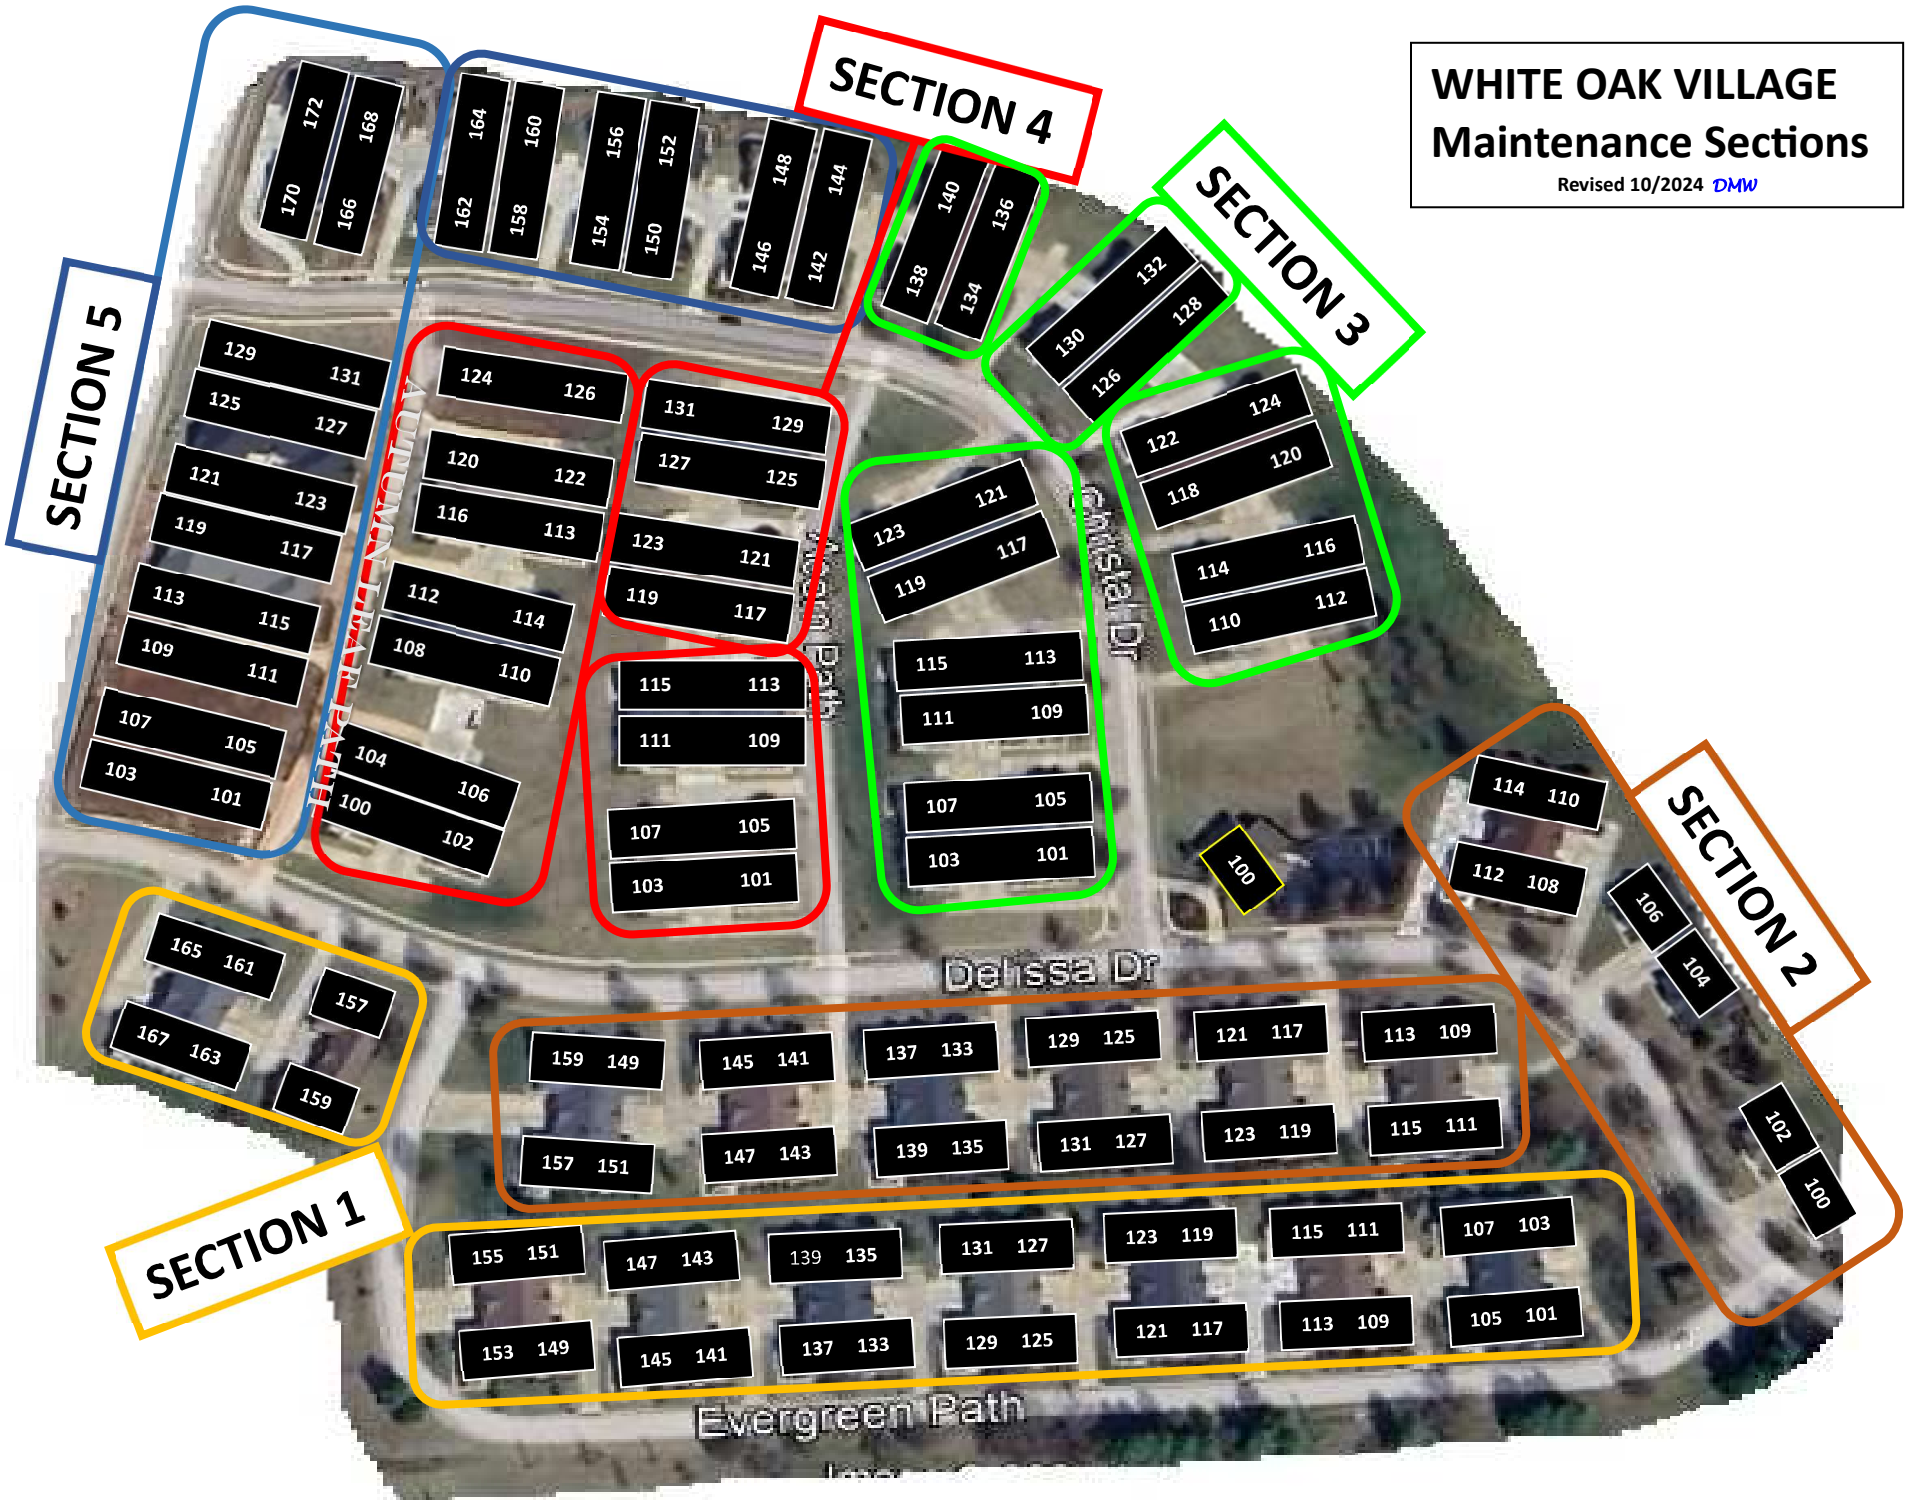 WHITE OAK VILLAGE
Maintenance Sections
Revised 10/2024 DMW
SECTION 4
SECTION 3
SECTION 5
SECTION 2
SECTION 1
172 168
170 166
164 160 156 152 148 144
162 158 154 150 146 142
140 136
138 134
132 128
130 126
129 131
125 127
121 123
119 117
113 115
109 111
107 105
103 101
AUTUMN LEAF PATH
124 126
120 122
116 113
112 114
108 110
104 106
100 102
131 129
127 125
123 121
119 117
115 113
111 109
107 105
103 101
Path
123 121
119 117
115 113
111 109
107 105
103 101
Christal Dr
122 124
118 120
114 116
110 112
100
114 110
112 108
106
104
102
100
Delissa Dr
165 161
167 163
157
159
159 149 145 141 137 133 129 125 121 117 113 109
157 151 147 143 139 135 131 127 123 119 115 111
155 151 147 143 139 135 131 127 123 119 115 111 107 103
153 149 145 141 137 133 129 125 121 117 113 109 105 101
Evergreen Path